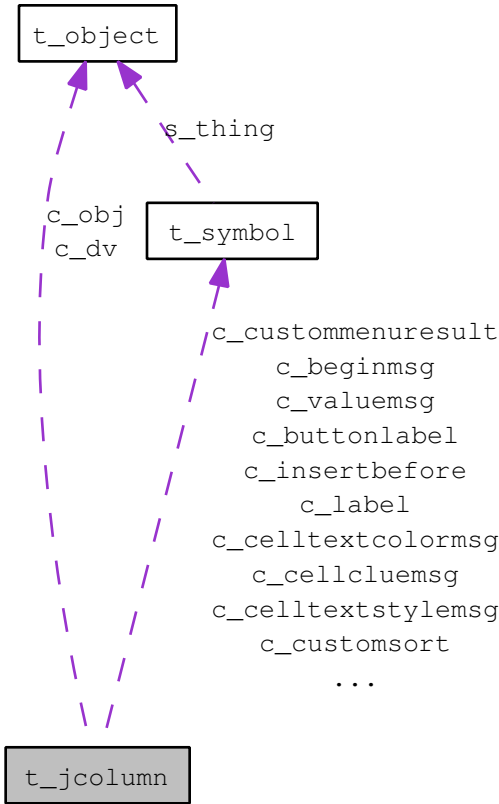 t_object
s_thing
c_obj
c_dv
t_symbol
c_custommenuresult
c_beginmsg
c_valuemsg
c_buttonlabel
c_insertbefore
c_label
c_celltextcolormsg
c_cellcluemsg
c_celltextstylemsg
c_customsort
...
t_jcolumn